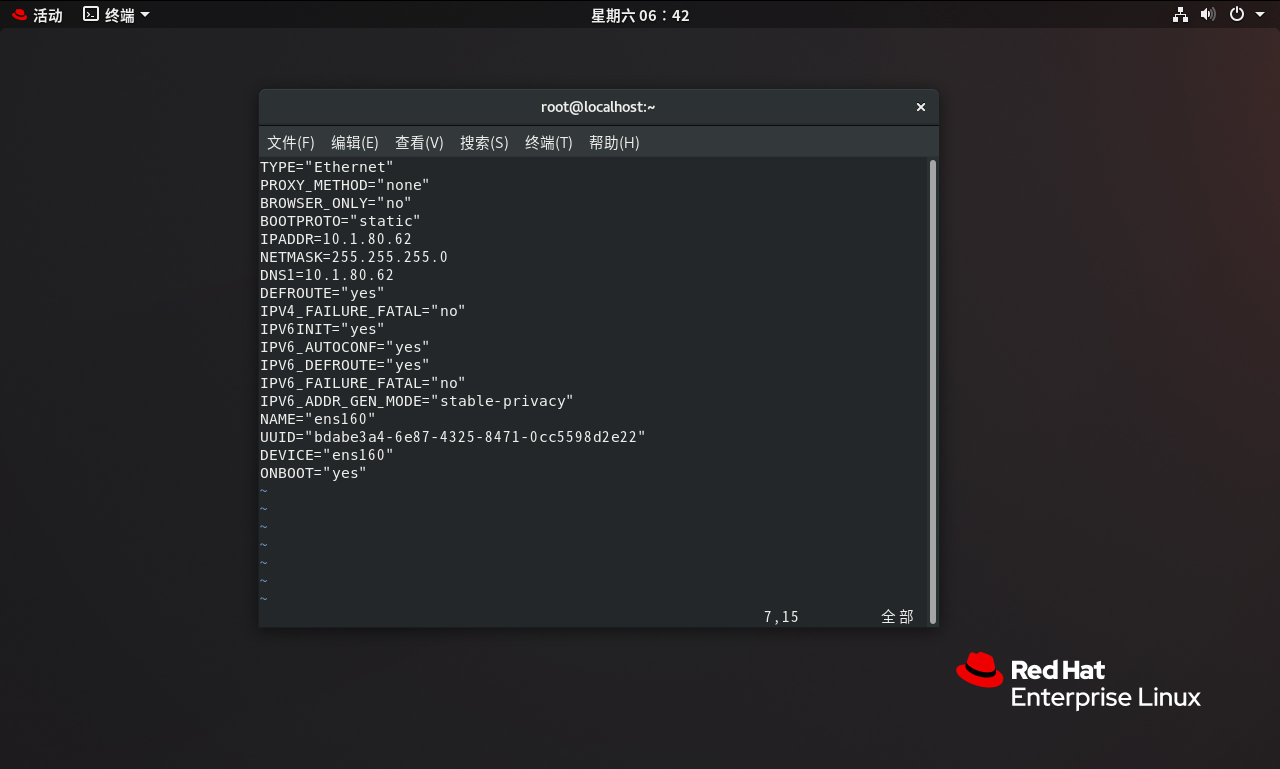 活动 终端 星期六 06：42
root@localhost:~
文件(F) 编辑(E) 查看(V) 搜索(S) 终端(T) 帮助(H)
TYPE="Ethernet"
PROXY_METHOD="none"
BROWSER_ONLY="no"
BOOTPROTO="static"
IPADDR=10.1.80.62
NETMASK=255.255.255.0
DNS1=10.1.80.62
DEFROUTE="yes"
IPV4_FAILURE_FATAL="no"
IPV6INIT="yes"
IPV6_AUTOCONF="yes"
IPV6_DEFROUTE="yes"
IPV6_FAILURE_FATAL="no"
IPV6_ADDR_GEN_MODE="stable-privacy"
NAME="ens160"
UUID="bdabe3a4-6e87-4325-8471-0cc5598d2e22"
DEVICE="ens160"
ONBOOT="yes"
~
~
~
~
~
~
~
7,15 全部
Red Hat
Enterprise Linux